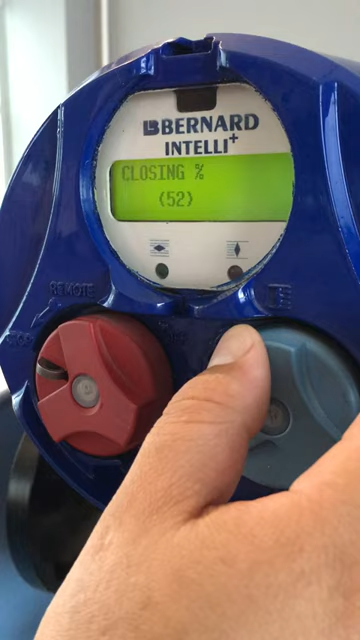 BERNARD
INTELLI+
CLOSING %
(52)
REMOTE